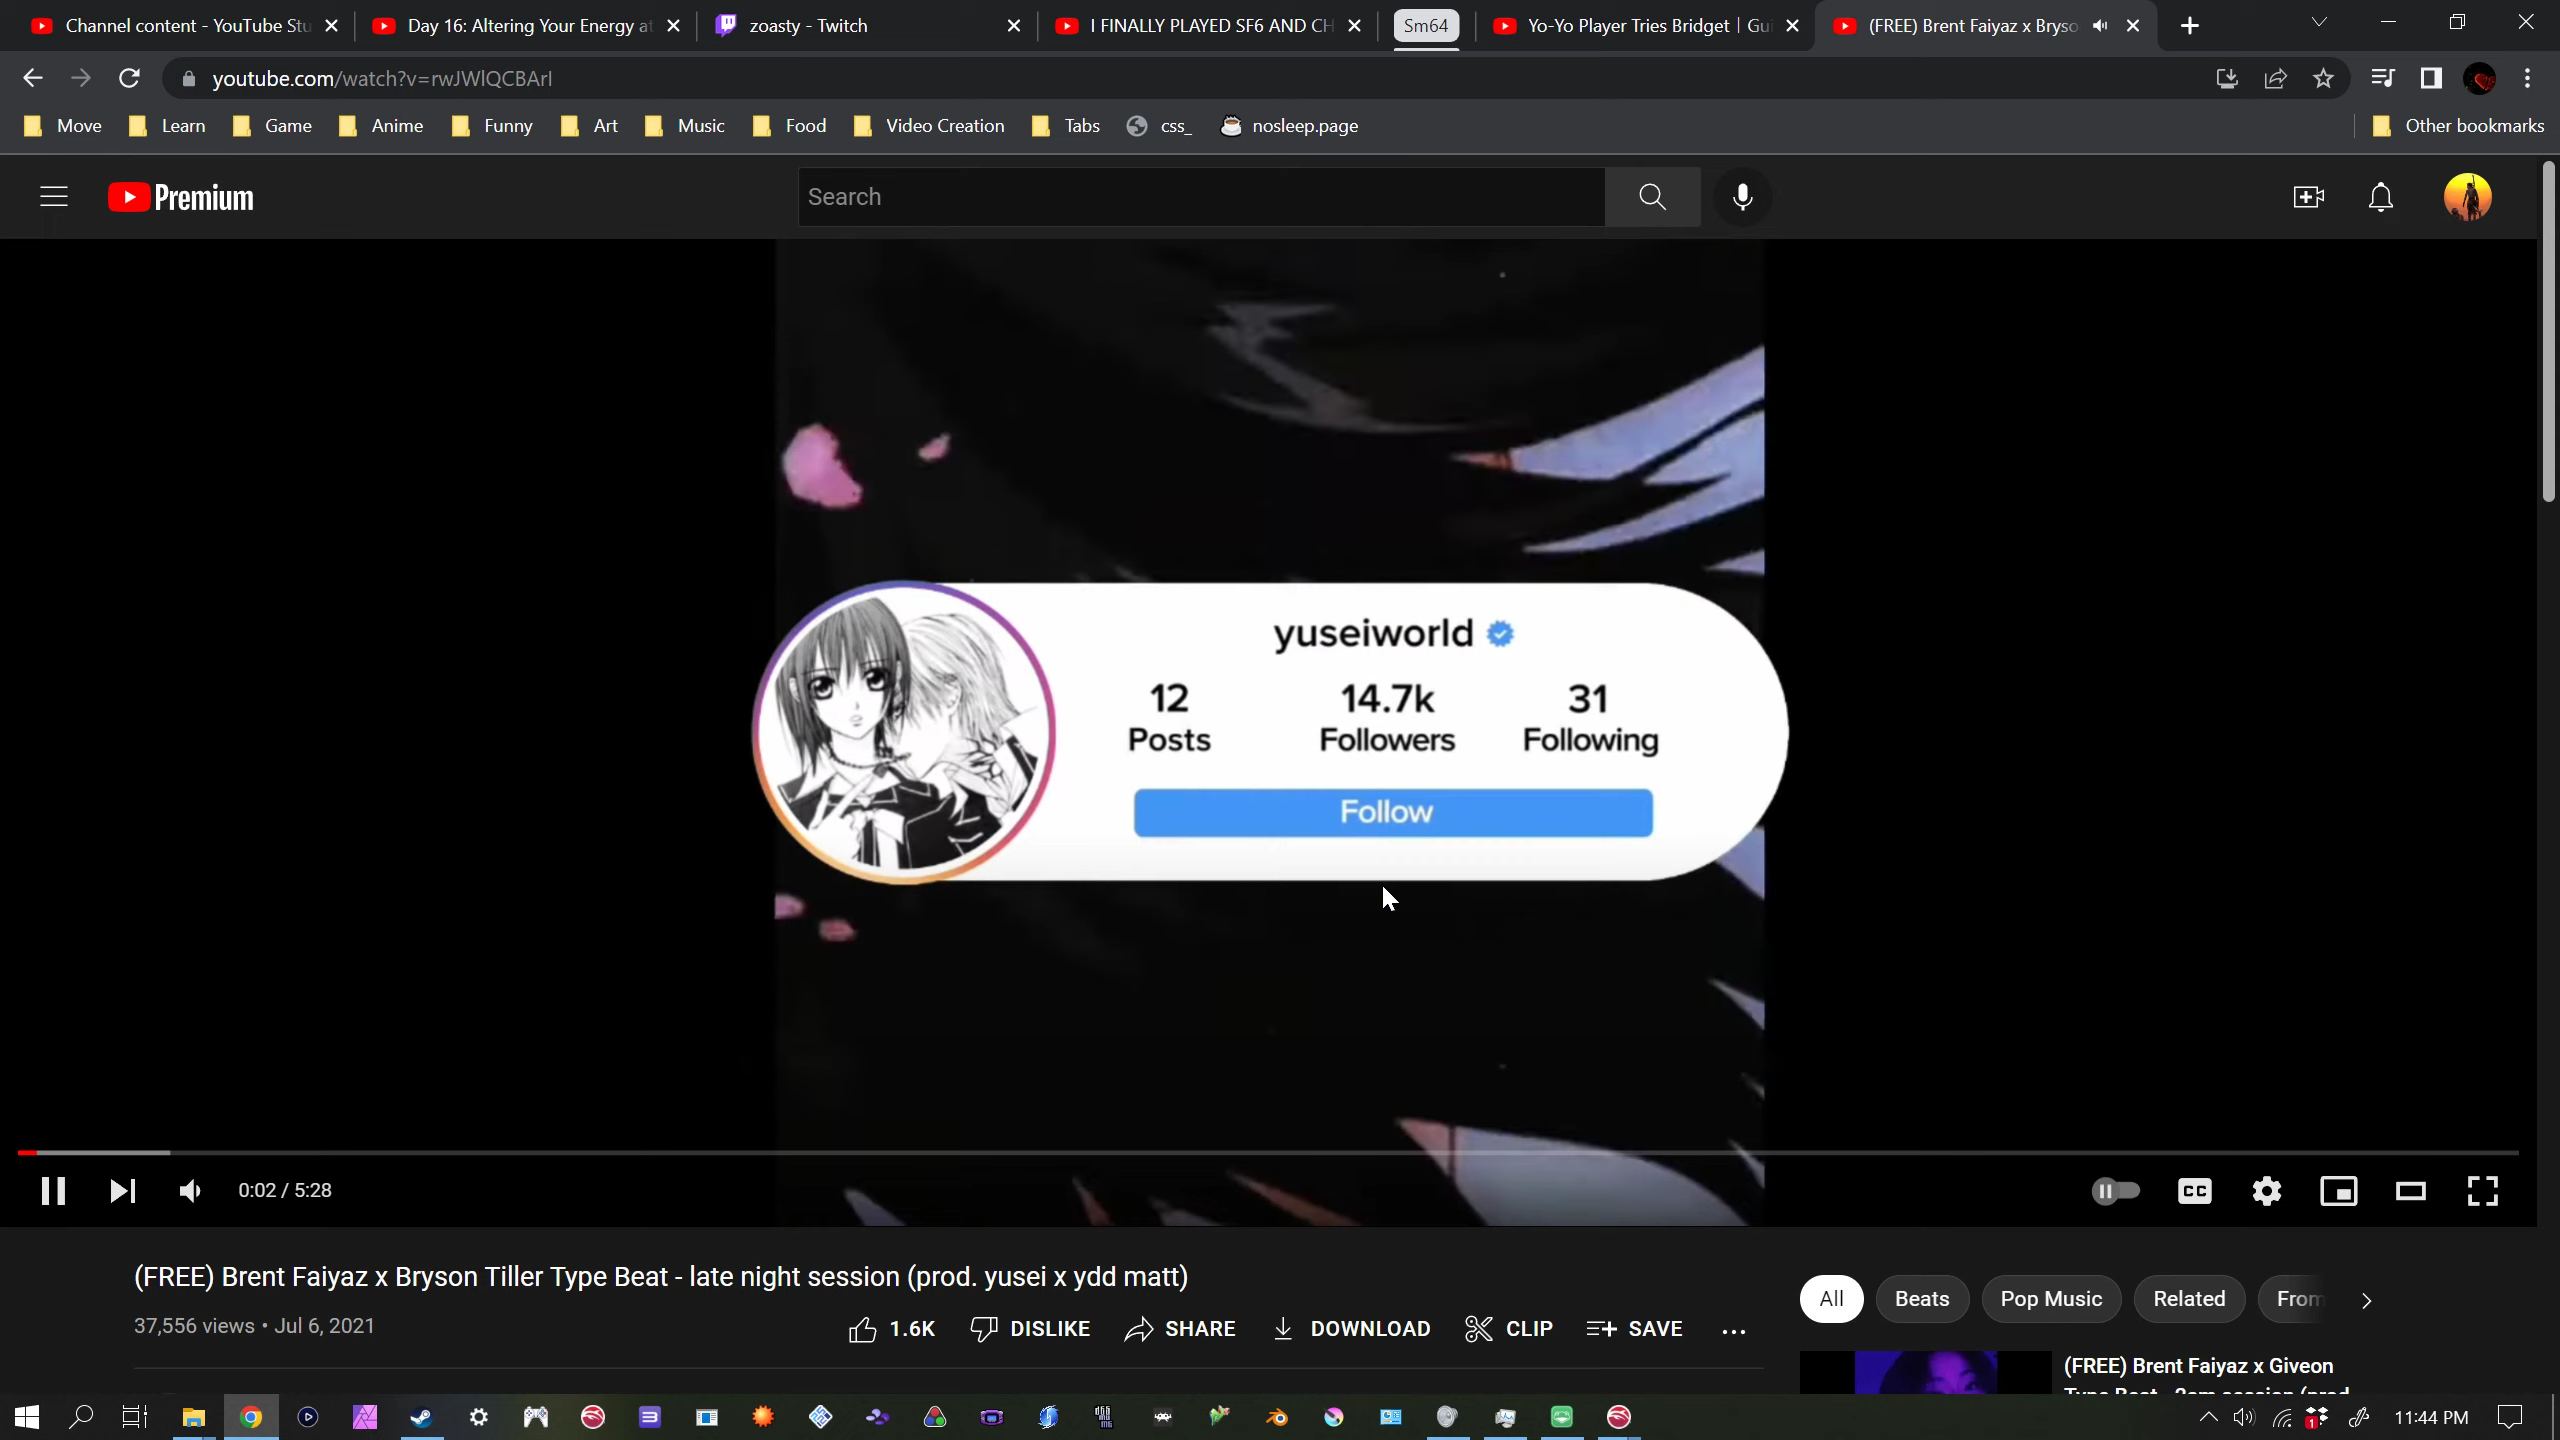 Channel content - YouTube Stu
Day 16: Altering Your Energy at
zoasty - Twitch
I FINALLY PLAYED SF6 AND CH
Sm64
Yo-Yo Player Tries Bridget | Gui
(FREE) Brent Faiyaz x Bryso
youtube.com/watch?v=rwJWlQCBArI
Move
Learn
Game
Anime
Funny
Art
Music
Food
Video Creation
Tabs
css_
nosleep.page
Other bookmarks
Premium
Search
yuseiworld
12
Posts
14.7k
Followers
31
Following
Follow
0:02 / 5:28
CC
(FREE) Brent Faiyaz x Bryson Tiller Type Beat - late night session (prod. yusei x ydd matt)
37,556 views • Jul 6, 2021
1.6K
DISLIKE
SHARE
DOWNLOAD
CLIP
SAVE
All
Beats
Pop Music
Related
From
(FREE) Brent Faiyaz x Giveon
Type Beat - 2am session (prod
11:44 PM